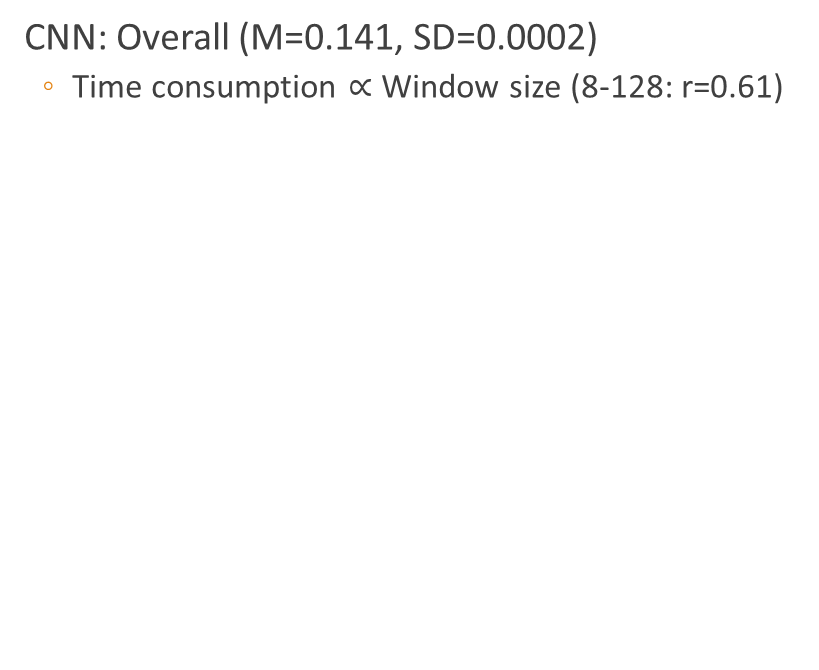 CNN: Overall (M=0.141, SD=0.0002)
◦ Time consumption ∝ Window size (8-128: r=0.61)